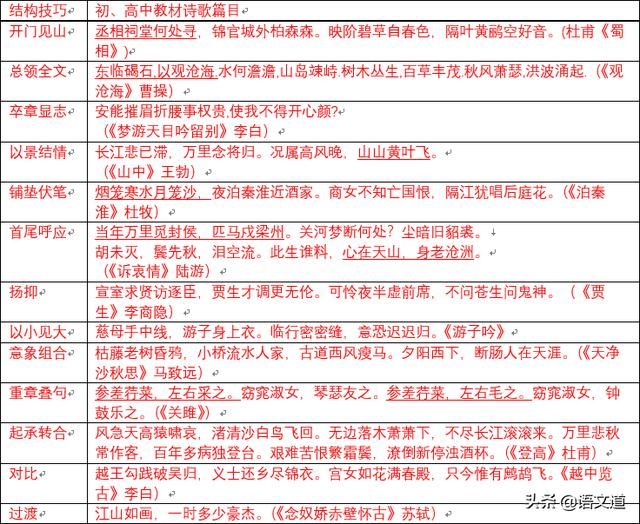 结构技巧 初、高中教材诗歌篇目
开门见山 丞相祠堂何处寻，锦官城外柏森森。映阶碧草自春色，隔叶黄鹂空好音。(杜甫《蜀
相》)
总领全文 东临碣石,以观沧海,水何澹澹,山岛竦峙.树木丛生,百草丰茂,秋风萧瑟,洪波涌起.（《观
沧海》曹操）
卒章显志 安能摧眉折腰事权贵,使我不得开心颜?
（《梦游天目吟留别》李白）
以景结情 长江悲已滞，万里念将归。况属高风晚，山山黄叶飞。
（《山中》王勃）
铺垫伏笔 烟笼寒水月笼沙，夜泊秦淮近酒家。商女不知亡国恨，隔江犹唱后庭花。（《泊秦
淮》杜牧）
首尾呼应 当年万里觅封侯，匹马戍梁州。关河梦断何处？尘暗旧貂裘。
胡未灭，鬓先秋，泪空流。此生谁料，心在天山，身老沧洲。
（《诉衷情》陆游）
扬抑 宣室求贤访逐臣，贾生才调更无伦。可怜夜半虚前席，不问苍生问鬼神。（《贾
生》李商隐）
以小见大 慈母手中线，游子身上衣。临行密密缝，意恐迟迟归。《游子吟》
意象组合 枯藤老树昏鸦，小桥流水人家，古道西风瘦马。夕阳西下，断肠人在天涯。（《天净
沙秋思》马致远）
重章叠句 参差荇菜，左右采之。窈窕淑女，琴瑟友之。参差荇菜，左右芼之。窈窕淑女，钟
鼓乐之。（《关雎》）
起承转合 风急天高猿啸哀，渚清沙白鸟飞回。无边落木萧萧下，不尽长江滚滚来。万里悲秋
常作客，百年多病独登台。艰难苦恨繁霜鬓，潦倒新停浊酒杯。（《登高》杜甫）
对比 越王勾践破吴归，义士还乡尽锦衣。宫女如花满春殿，只今惟有鹧鸪飞。《越中览
古》李白）
过渡 江山如画，一时多少豪杰。（《念奴娇赤壁怀古》苏轼）
头条 @语文道